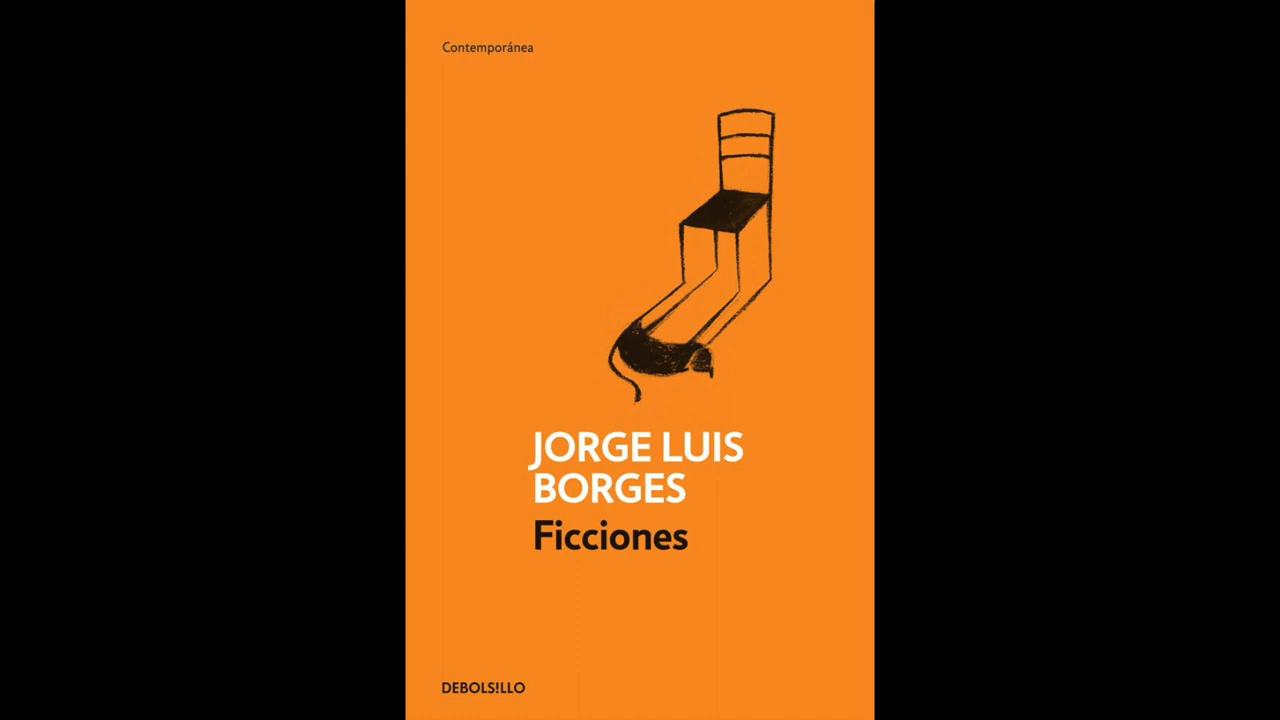 Contemporánea
JORGE LUIS
BORGES
Ficciones
DEBOLS!LLO